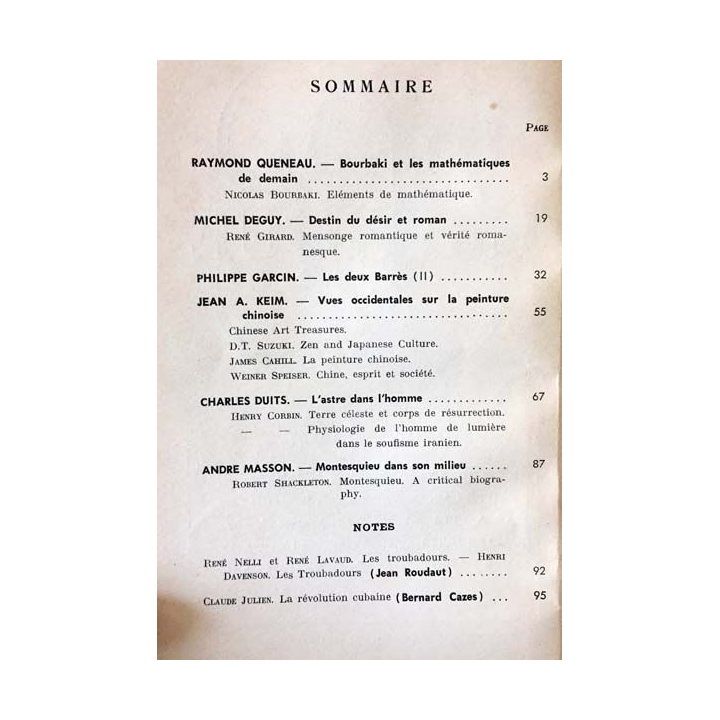 SOMMAIRE
PAGE
RAYMOND QUENEAU. — Bourbaki et les mathématiques
de demain ................................ 3
NICOLAS BOURBAKI. Eléments de mathématique.
MICHEL DEGUY. — Destin du désir et roman ......... 19
RENÉ GIRARD. Mensonge romantique et vérité roma-
nesque.
PHILIPPE GARCIN. — Les deux Barrès (II) ........... 32
JEAN A. KEIM. — Vues occidentales sur la peinture
chinoise .................................. 55
Chinese Art Treasures.
D.T. SUZUKI. Zen and Japanese Culture.
JAMES CAHILL. La peinture chinoise.
WEINER SPEISER. Chine, esprit et société.
CHARLES DUITS. — L'astre dans l'homme ............. 67
HENRY CORBIN. Terre céleste et corps de résurrection.
— — Physiologie de l'homme de lumière
dans le soufisme iranien.
ANDRE MASSON. — Montesquieu dans son milieu ...... 87
ROBERT SHACKLETON. Montesquieu. A critical biogra-
phy.
NOTES
RENÉ NELLI et RENÉ LAVAUD. Les troubadours. — HENRI
DAVENSON. Les Troubadours (Jean Roudaut) ........ 92
CLAUDE JULIEN. La révolution cubaine (Bernard Cazes) ... 95